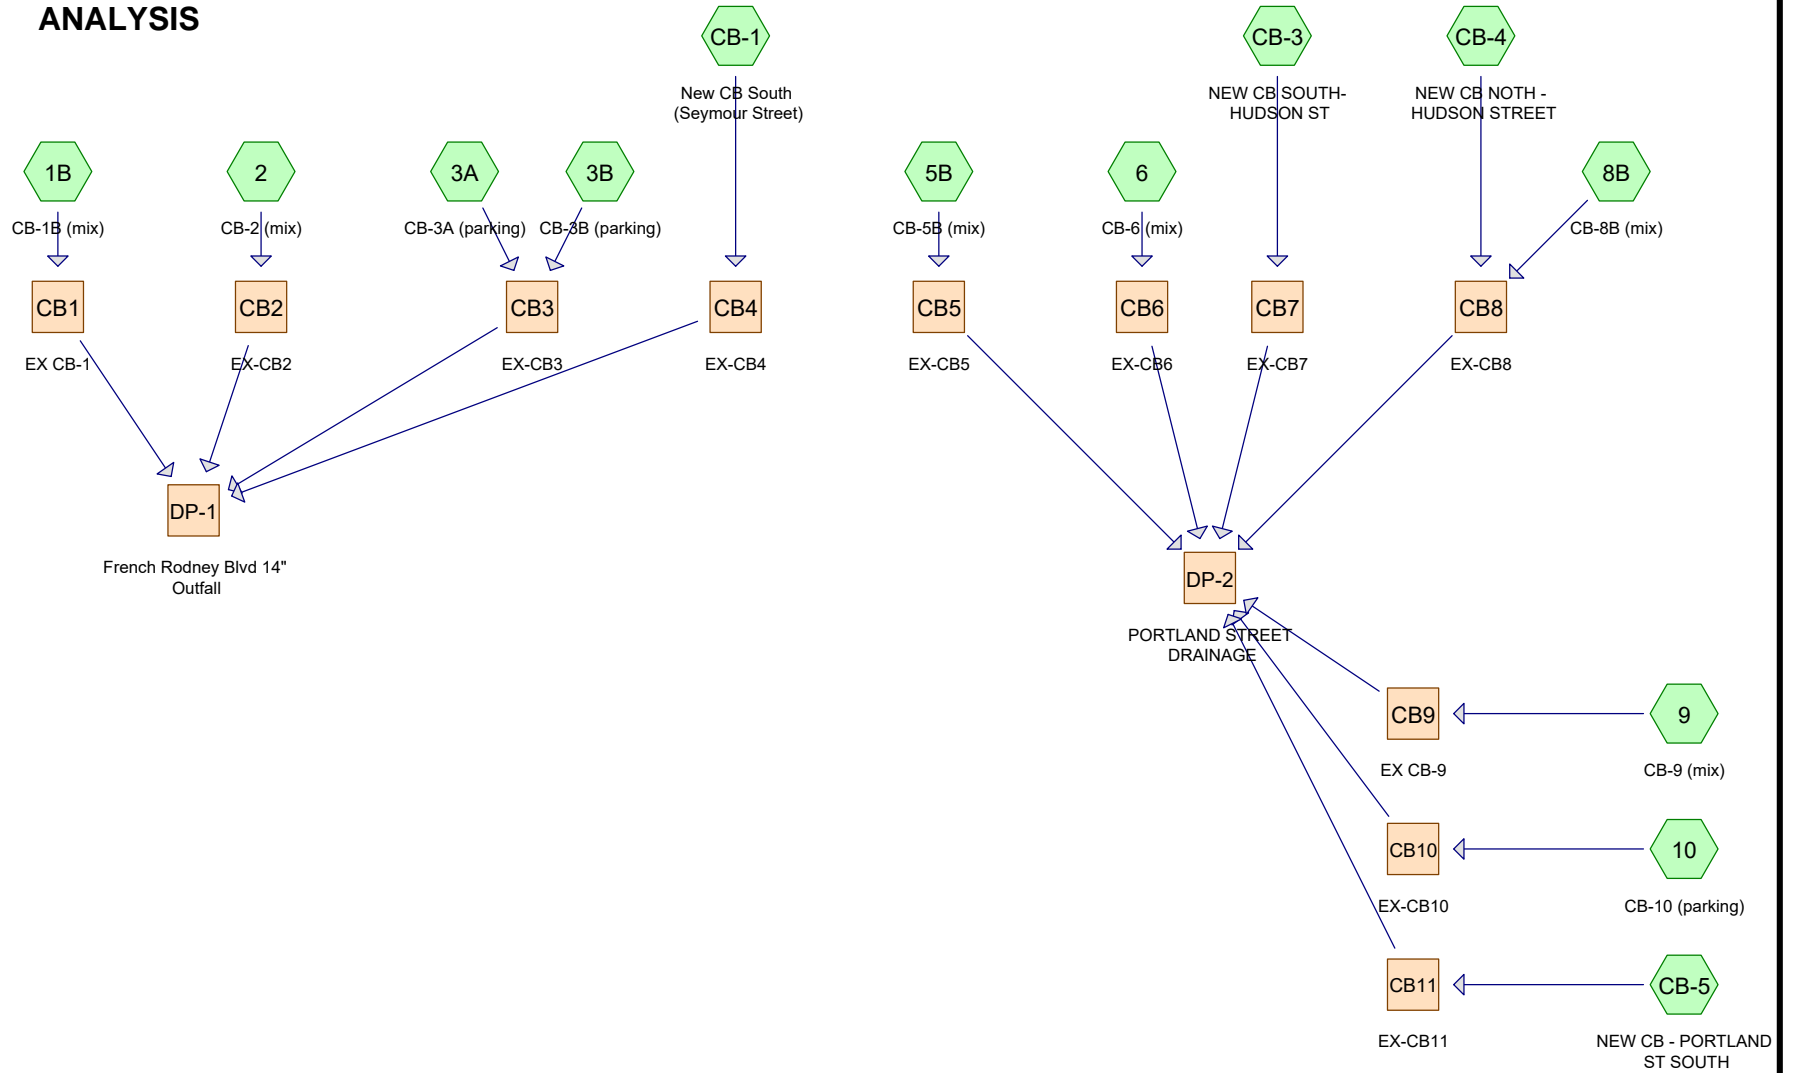 ANALYSIS
CB-1
CB-3
CB-4
New CB South
(Seymour Street)
NEW CB SOUTH-
HUDSON ST
NEW CB NOTH -
HUDSON STREET
1B
2
3A
3B
5B
6
8B
CB-1B (mix)
CB-2 (mix)
CB-3A (parking)
CB-3B (parking)
CB-5B (mix)
CB-6 (mix)
CB-8B (mix)
CB1
CB2
CB3
CB4
CB5
CB6
CB7
CB8
EX CB-1
EX-CB2
EX-CB3
EX-CB4
EX-CB5
EX-CB6
EX-CB7
EX-CB8
DP-1
French Rodney Blvd 14"
Outfall
DP-2
PORTLAND STREET
DRAINAGE
CB9
9
EX CB-9
CB-9 (mix)
CB10
10
EX-CB10
CB-10 (parking)
CB11
CB-5
EX-CB11
NEW CB - PORTLAND
ST SOUTH